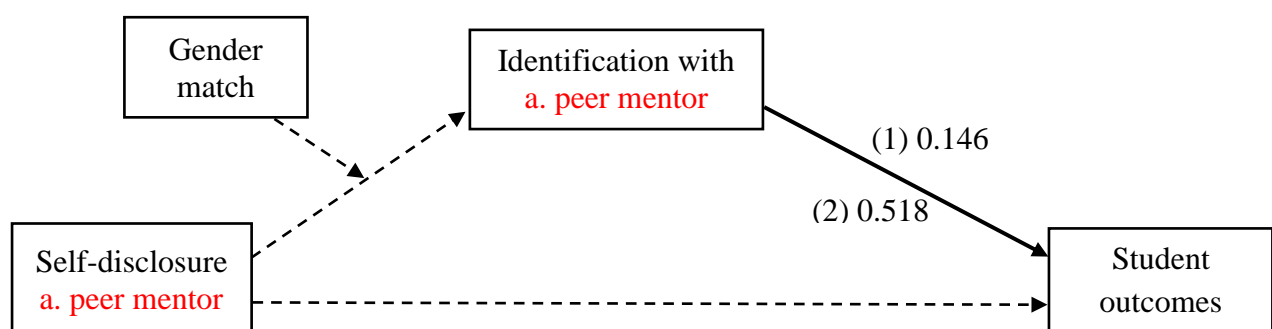 Gender
match
Identification with
a. peer mentor
(1) 0.146
(2) 0.518
Self-disclosure
a. peer mentor
Student
outcomes